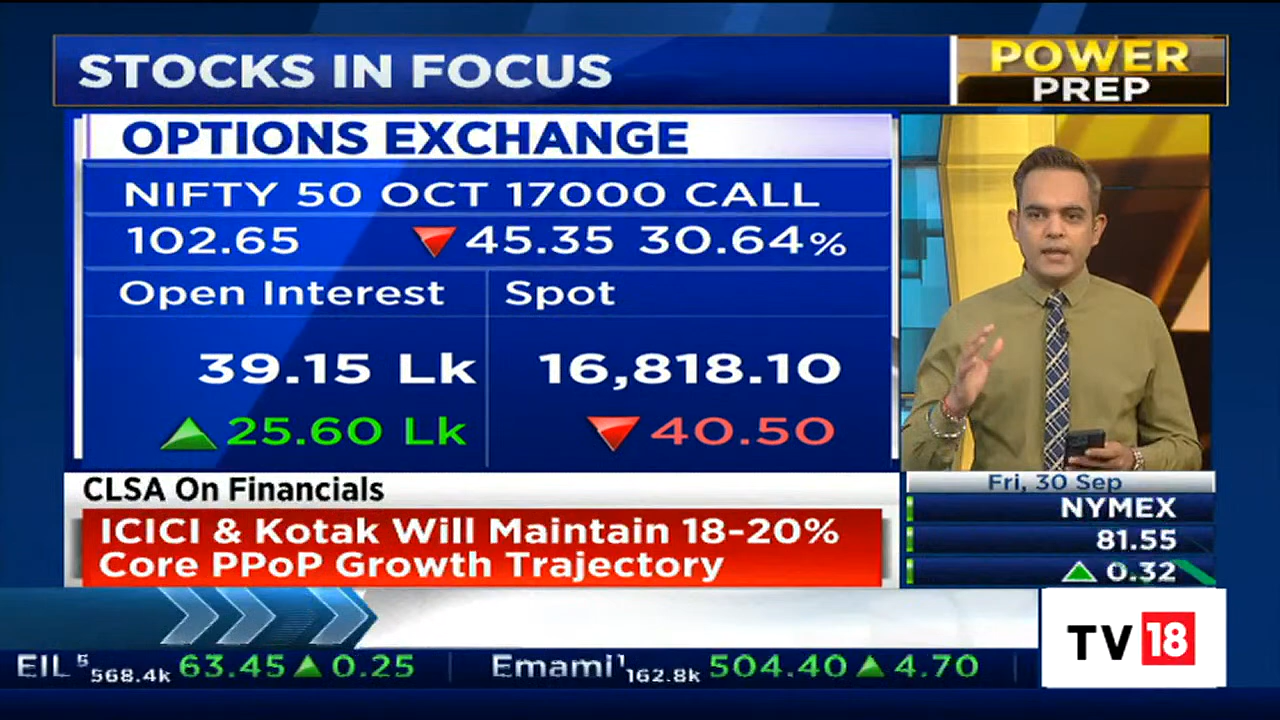 STOCKS IN FOCUS
POWER
PREP
OPTIONS EXCHANGE
NIFTY 50 OCT 17000 CALL
102.65 ▼45.35 30.64%
Open Interest
Spot
39.15 Lk
16,818.10
▲25.60 Lk
▼40.50
CLSA On Financials
ICICI & Kotak Will Maintain 18-20%
Core PPoP Growth Trajectory
Fri, 30 Sep
NYMEX
81.55
▲ 0.32
TV18
EIL 5 568.4k 63.45▲0.25
Emami 1 162.8k 504.40▲4.70